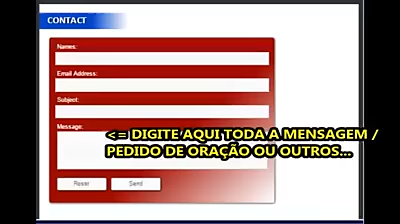 CONTACT
Names:
Email Address:
Subject:
Message:
<= DIGITE AQUI TODA A MENSAGEM /
PEDIDO DE ORAÇÃO OU OUTROS...
Reset Send